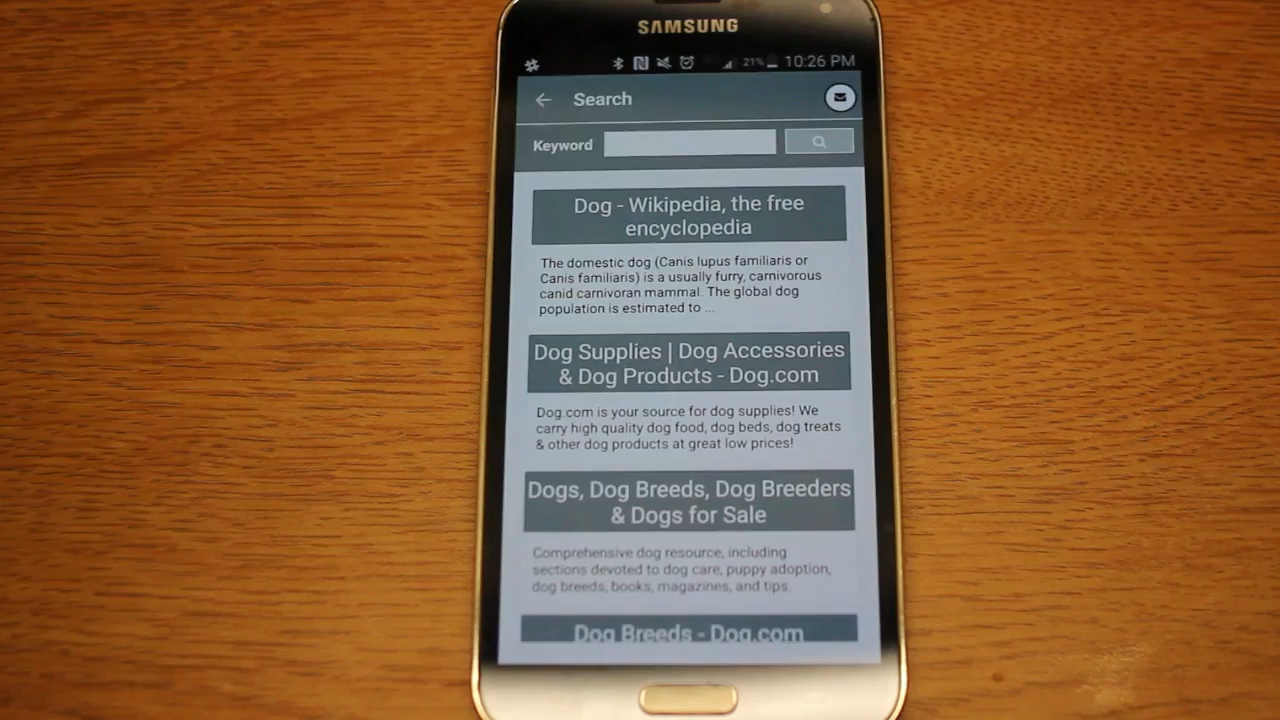 SAMSUNG
21% 10:26 PM
Search
Keyword
Dog - Wikipedia, the free
encyclopedia
The domestic dog (Canis lupus familiaris or
Canis familiaris) is a usually furry, carnivorous
canid carnivoran mammal. The global dog
population is estimated to ...
Dog Supplies | Dog Accessories
& Dog Products - Dog.com
Dog.com is your source for dog supplies! We
carry high quality dog food, dog beds, dog treats
& other dog products at great low prices!
Dogs, Dog Breeds, Dog Breeders
& Dogs for Sale
Comprehensive dog resource, including
sections devoted to dog care, puppy adoption,
dog breeds, books, magazines, and tips.
Dog Breeds - Dog.com